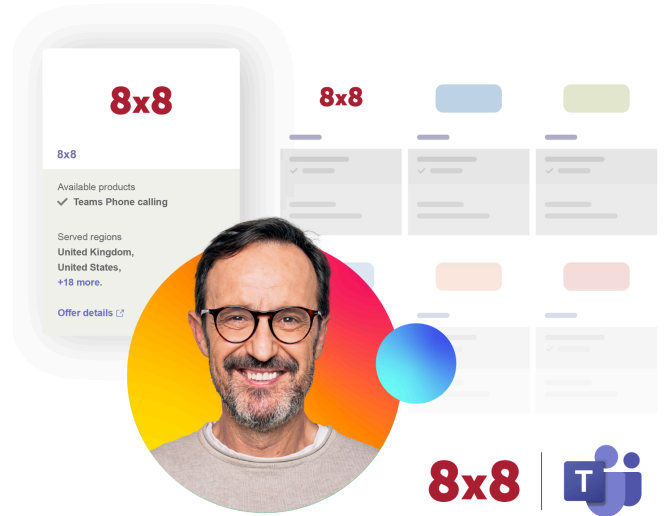 8x8
8x8
8x8
Available products
Teams Phone calling
Served regions
United Kingdom,
United States,
+18 more.
Offer details
8x8
T